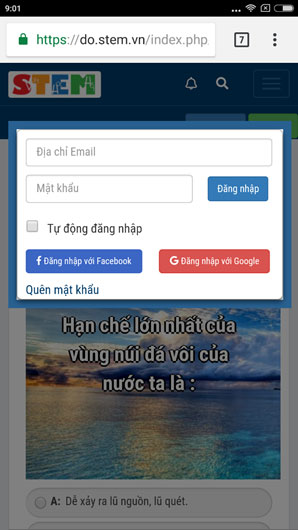 9:01
https://do.stem.vn/index.php
7
STEM
Địa chỉ Email
Mật khẩu
Đăng nhập
Tự động đăng nhập
f Đăng nhập với Facebook
G Đăng nhập với Google
Quên mật khẩu
Hạn chế lớn nhất của
vùng núi đá vôi của
nước ta là :
A: Dễ xảy ra lũ nguồn, lũ quét.